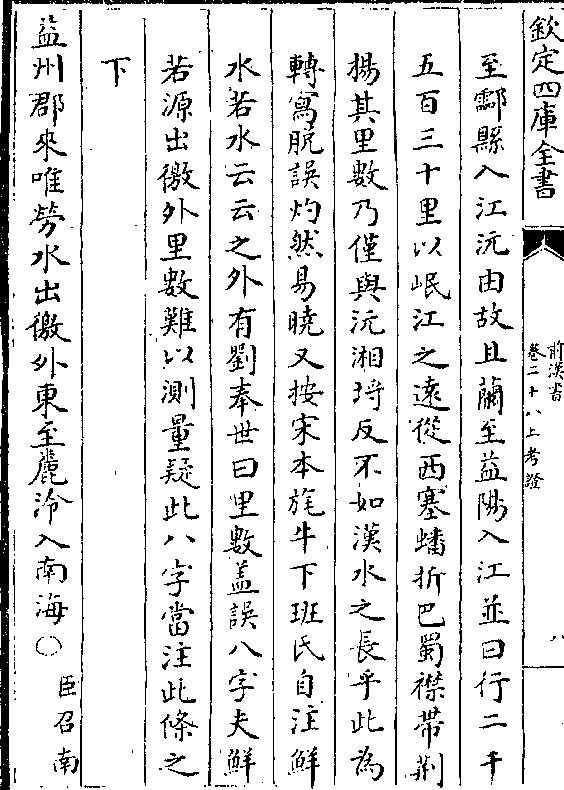 欽定四庫全書
前漢書
卷二十八上考證
八
至酃縣入江沅由故且蘭至益陽入江並曰行二千
五百三十里以岷江之遠從西塞蟠折巴蜀襟帶荆
揚其里數乃僅與沅湘埒反不如漢水之長乎此為
轉寫脱誤灼然易曉又按宋本旄牛下班氏自注鮮
水若水云云之外有劉奉世曰里數盖誤八字夫鮮
若源出徼外里數難以測量疑此八字當注此條之
下
益州郡來唯勞水出徼外東至麊泠入南海〇臣召南